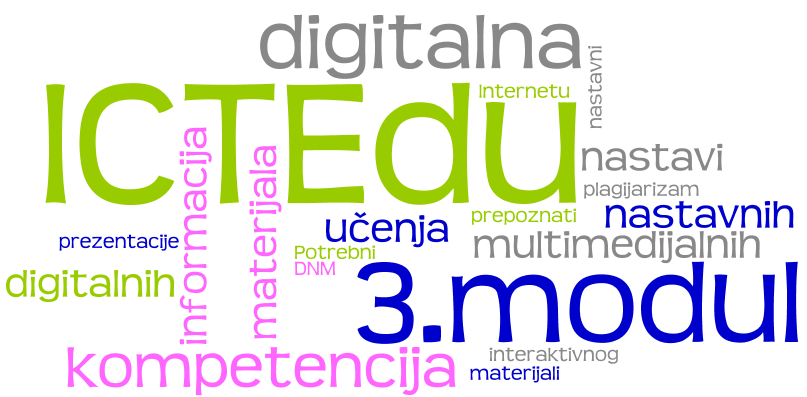 digitalna
nastavni
ICTEdu
Internetu
informacija
materijala
nastavi
plagijarizam
prepoznati
nastavnih
učenja
prezentacije
multimedijalnih
Potrebni
DNM
digitalnih
3.modul
kompetencija
interaktivnog
materijali